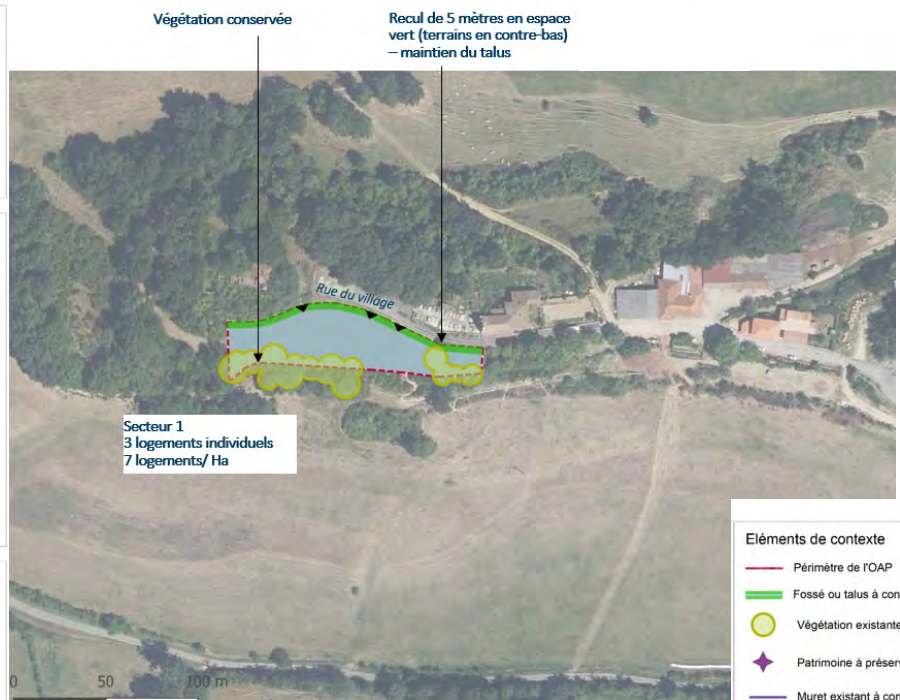 Végétation conservée
Recul de 5 mètres en espace
vert (terrains en contre-bas)
– maintien du talus
Rue du village
Secteur 1
3 logements individuels
7 logements/ Ha
Eléments de contexte
Périmètre de l'OAP
Fossé ou talus à con
Végétation existante
Patrimoine à préserv
Muret existant à con
0 50 100 m